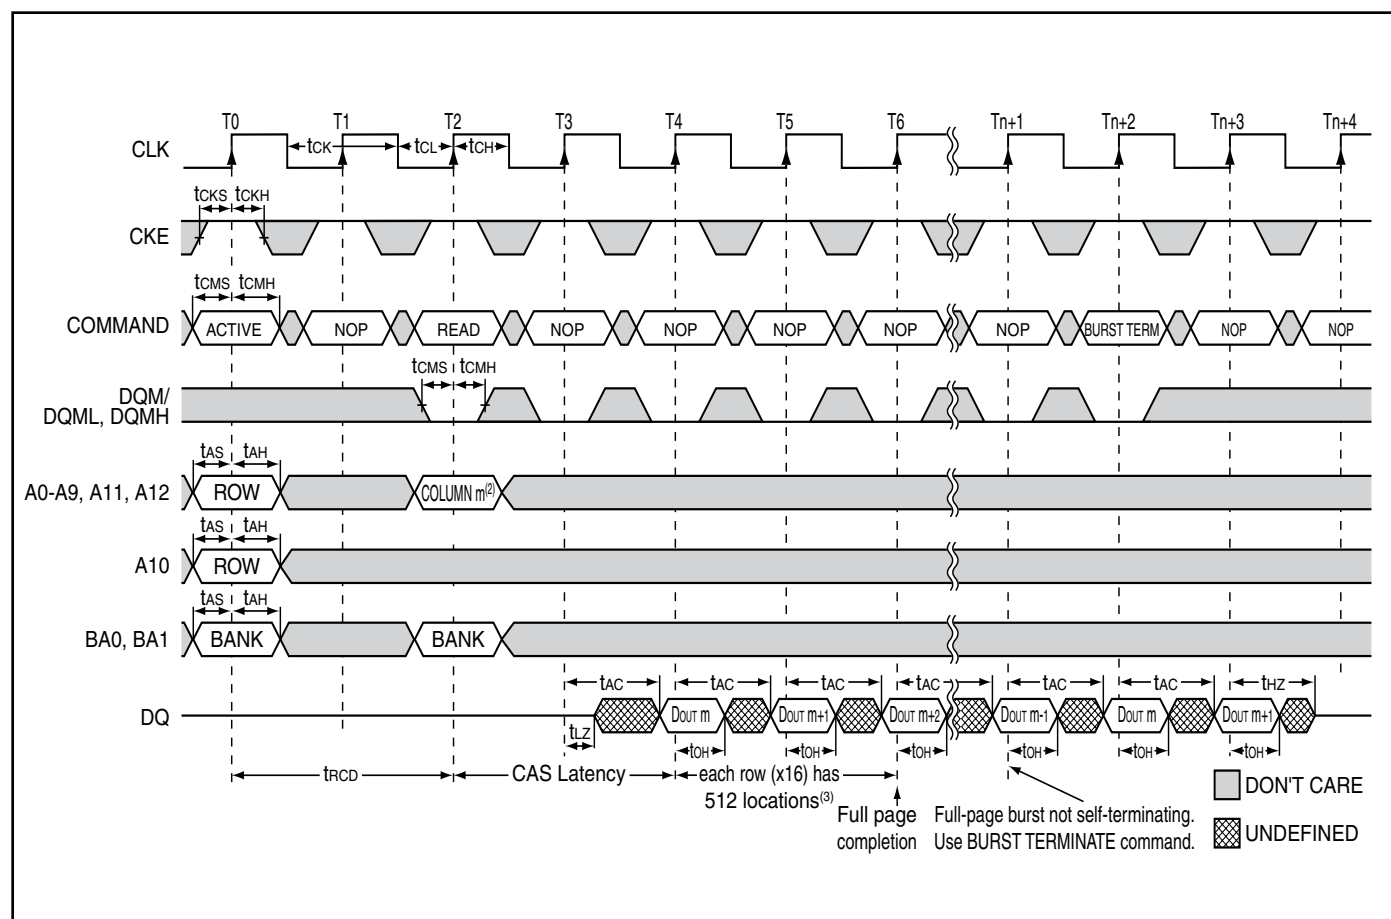 T0 T1 T2 T3 T4 T5 T6 Tn+1 Tn+2 Tn+3 Tn+4
CLK tCK tCL tCH
tCKS tCKH
CKE
tCMS tCMH
COMMAND ACTIVE NOP READ NOP NOP NOP NOP NOP BURST TERM NOP NOP
tCMS tCMH
DQM/
DQML, DQMH
tAS tAH
A0-A9, A11, A12 ROW COLUMN m(2)
tAS tAH
A10 ROW
tAS tAH
BA0, BA1 BANK BANK
tAC tAC tAC tAC tAC tAC tHZ
DQ DOUT m DOUT m+1 DOUT m+2 DOUT m-1 DOUT m DOUT m+1
tLZ tOH tOH tOH tOH tOH tOH
tRCD CAS Latency each row (x16) has
512 locations(3)
Full page
completion
Full-page burst not self-terminating.
Use BURST TERMINATE command.
DON'T CARE
UNDEFINED